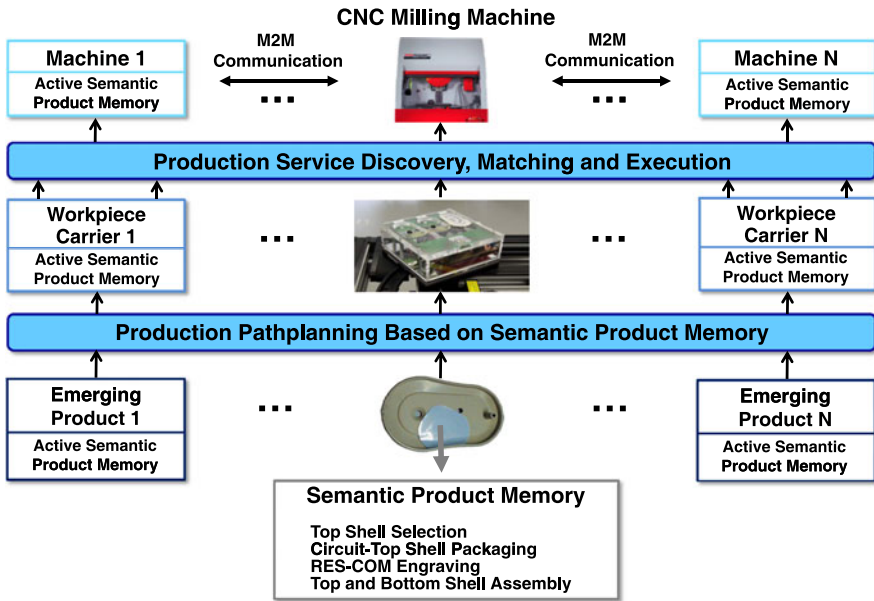 CNC Milling Machine
Machine 1
Active Semantic
Product Memory
M2M
Communication
...
M2M
Communication
...
Machine N
Active Semantic
Product Memory
Production Service Discovery, Matching and Execution
Workpiece
Carrier 1
Active Semantic
Product Memory
...
...
Workpiece
Carrier N
Active Semantic
Product Memory
Production Pathplanning Based on Semantic Product Memory
Emerging
Product 1
Active Semantic
Product Memory
...
...
Emerging
Product N
Active Semantic
Product Memory
Semantic Product Memory
Top Shell Selection
Circuit-Top Shell Packaging
RES-COM Engraving
Top and Bottom Shell Assembly